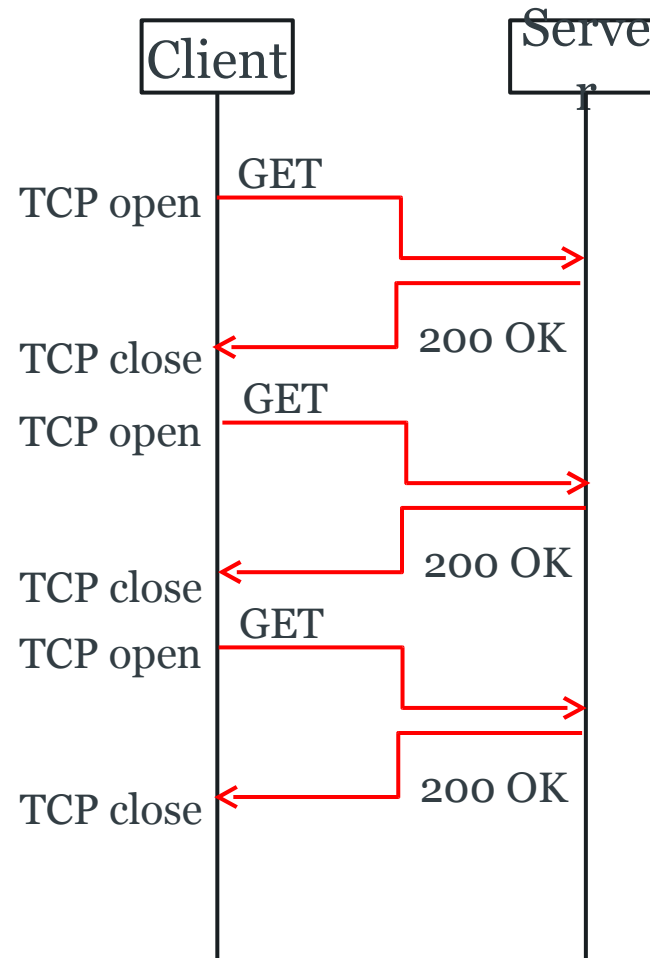 Client
Serve
r
GET
TCP open
200 OK
TCP close
GET
TCP open
200 OK
TCP close
GET
TCP open
200 OK
TCP close